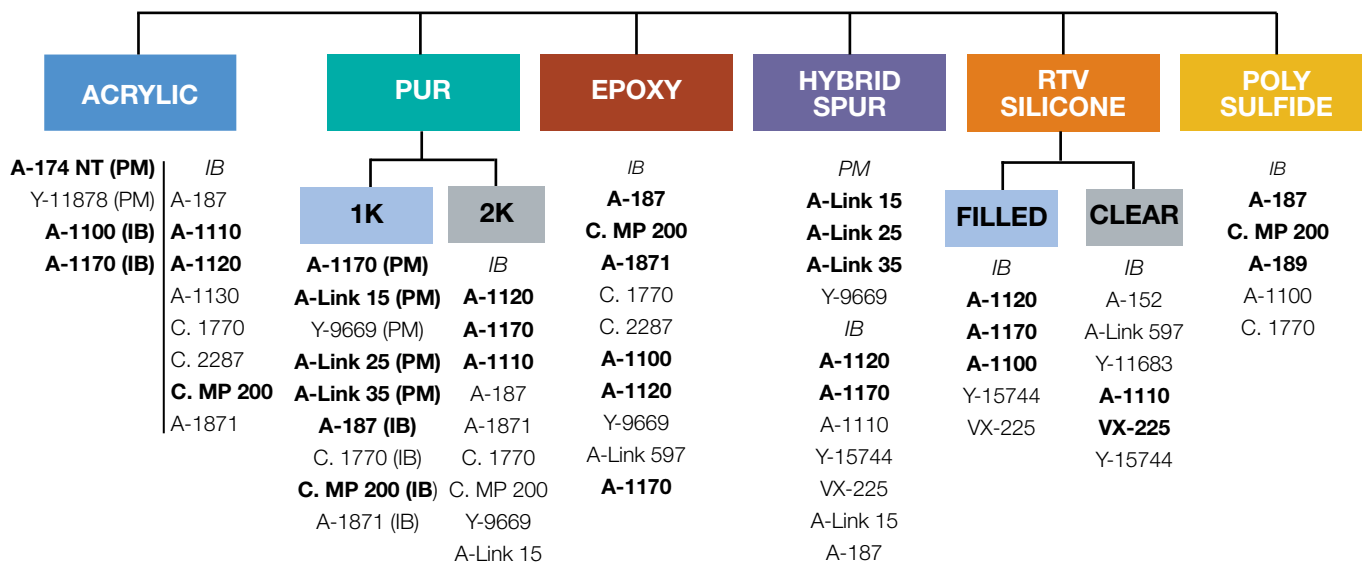 ACRYLIC
A-174 NT (PM)
Y-11878 (PM)
A-1100 (IB)
A-1170 (IB)
IB
A-187
A-1110
A-1120
A-1130
C. 1770
C. 2287
C. MP 200
A-1871
PUR
1K
A-1170 (PM)
A-Link 15 (PM)
Y-9669 (PM)
A-Link 25 (PM)
A-Link 35 (PM)
A-187 (IB)
C. 1770 (IB)
C. MP 200 (IB)
A-1871 (IB)
2K
IB
A-1120
A-1170
A-1110
A-187
A-1871
C. 1770
C. MP 200
Y-9669
A-Link 15
EPOXY
IB
A-187
C. MP 200
A-1871
C. 1770
C. 2287
A-1100
A-1120
Y-9669
A-Link 597
A-1170
HYBRID
SPUR
PM
A-Link 15
A-Link 25
A-Link 35
Y-9669
IB
A-1120
A-1170
A-1110
Y-15744
VX-225
A-Link 15
A-187
RTV
SILICONE
FILLED
IB
A-1120
A-1170
A-1100
Y-15744
VX-225
CLEAR
IB
A-152
A-Link 597
Y-11683
A-1110
VX-225
Y-15744
POLY
SULFIDE
IB
A-187
C. MP 200
A-189
A-1100
C. 1770